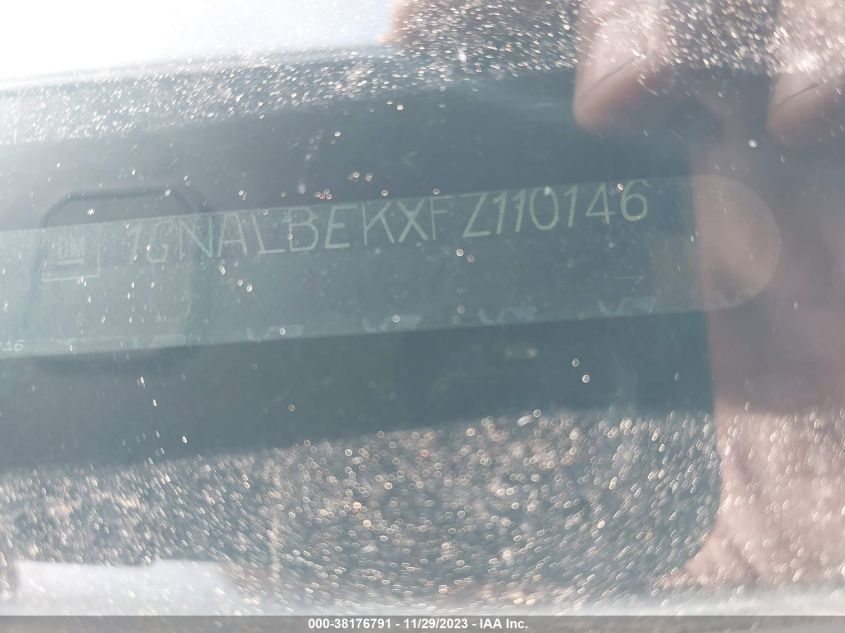 1GNALBEKXFZ110146
000-38176791 - 11/29/2023 - IAA Inc.